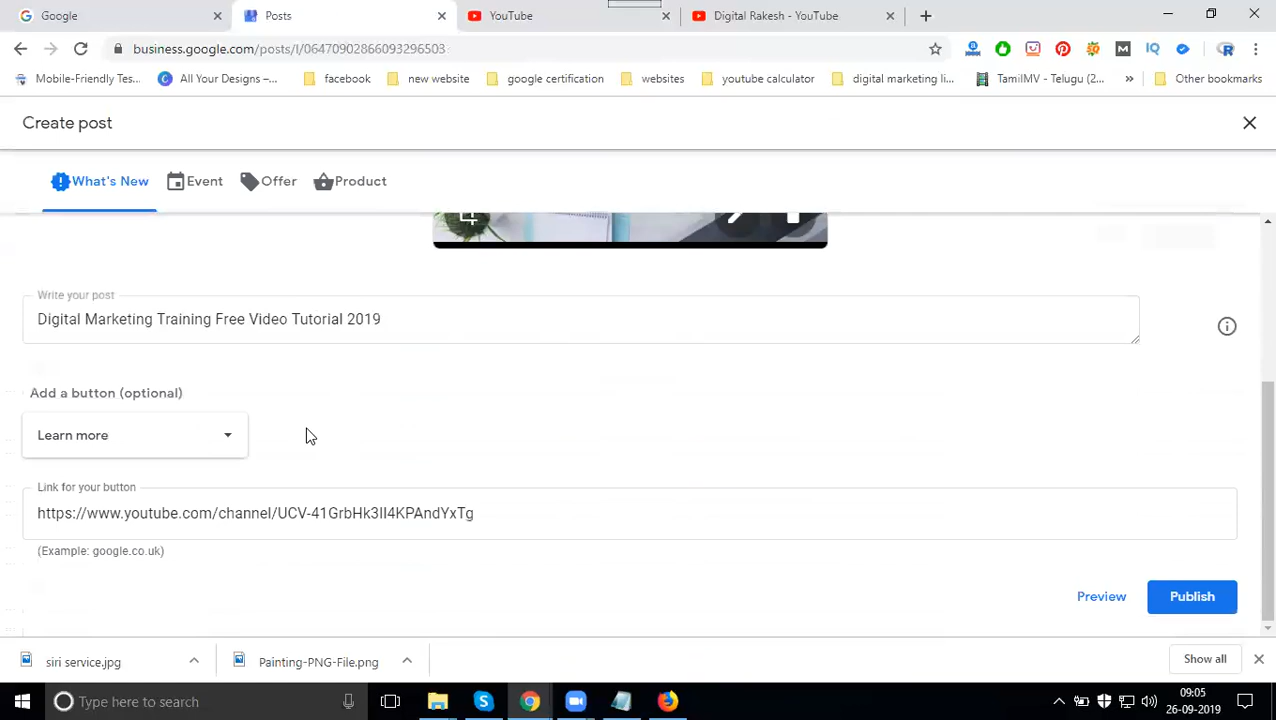 Google
Posts
YouTube
Digital Rakesh - YouTube
business.google.com/posts/l/06470902866093296503
Mobile-Friendly Tes...
All Your Designs –...
facebook
new website
google certification
websites
youtube calculator
digital marketing li...
TamilMV - Telugu (2...
»
Other bookmarks
Create post
What's New
Event
Offer
Product
Write your post
Digital Marketing Training Free Video Tutorial 2019
Add a button (optional)
Learn more
Link for your button
https://www.youtube.com/channel/UCV-41GrbHk3II4KPAndYxTg
(Example: google.co.uk)
Preview
Publish
siri service.jpg
Painting-PNG-File.png
Show all
Type here to search
09:05
26-09-2019